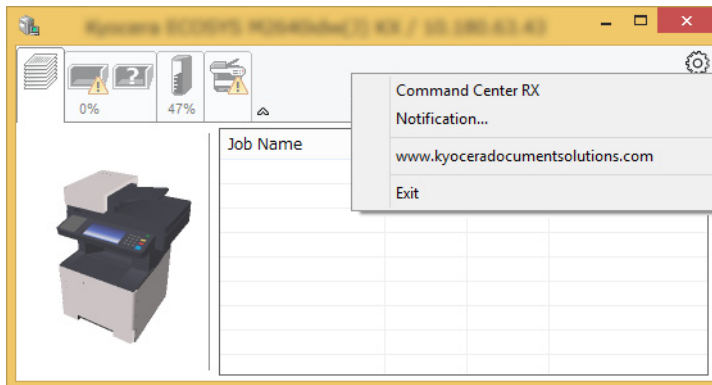 0%
47%
Command Center RX
Notification...
www.kyoceradocumentsolutions.com
Exit
Job Name